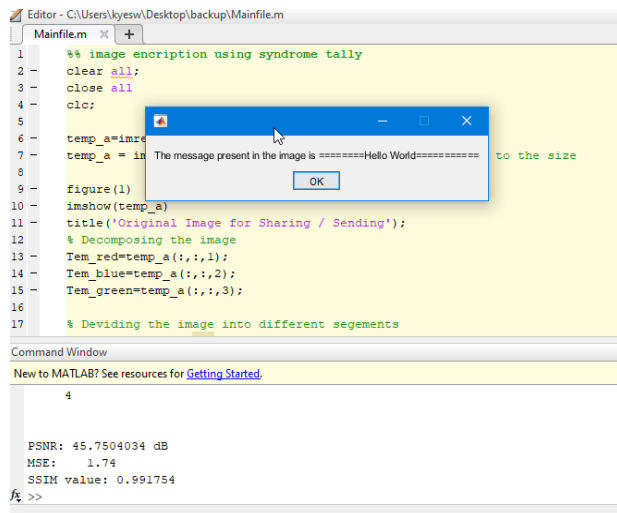 Editor - C:\Users\kyesw\Desktop\backup\Mainfile.m
Mainfile.m × +
1 %% image encription using syndrome tally
2 - clear all;
3 - close all
4 - clc;
5
6 - temp_a=imre
7 - temp_a = im to the size
The message present in the image is ========Hello World===========
OK
8
9 - figure(1)
10 - imshow(temp_a)
11 - title('Original Image for Sharing / Sending');
12 % Decomposing the image
13 - Tem_red=temp_a(:,:,1);
14 - Tem_blue=temp_a(:,:,2);
15 - Tem_green=temp_a(:,:,3);
16
17 % Deviding the image into different segements
Command Window
New to MATLAB? See resources for Getting Started.
4
PSNR: 45.7504034 dB
MSE: 1.74
SSIM value: 0.991754
fx >>